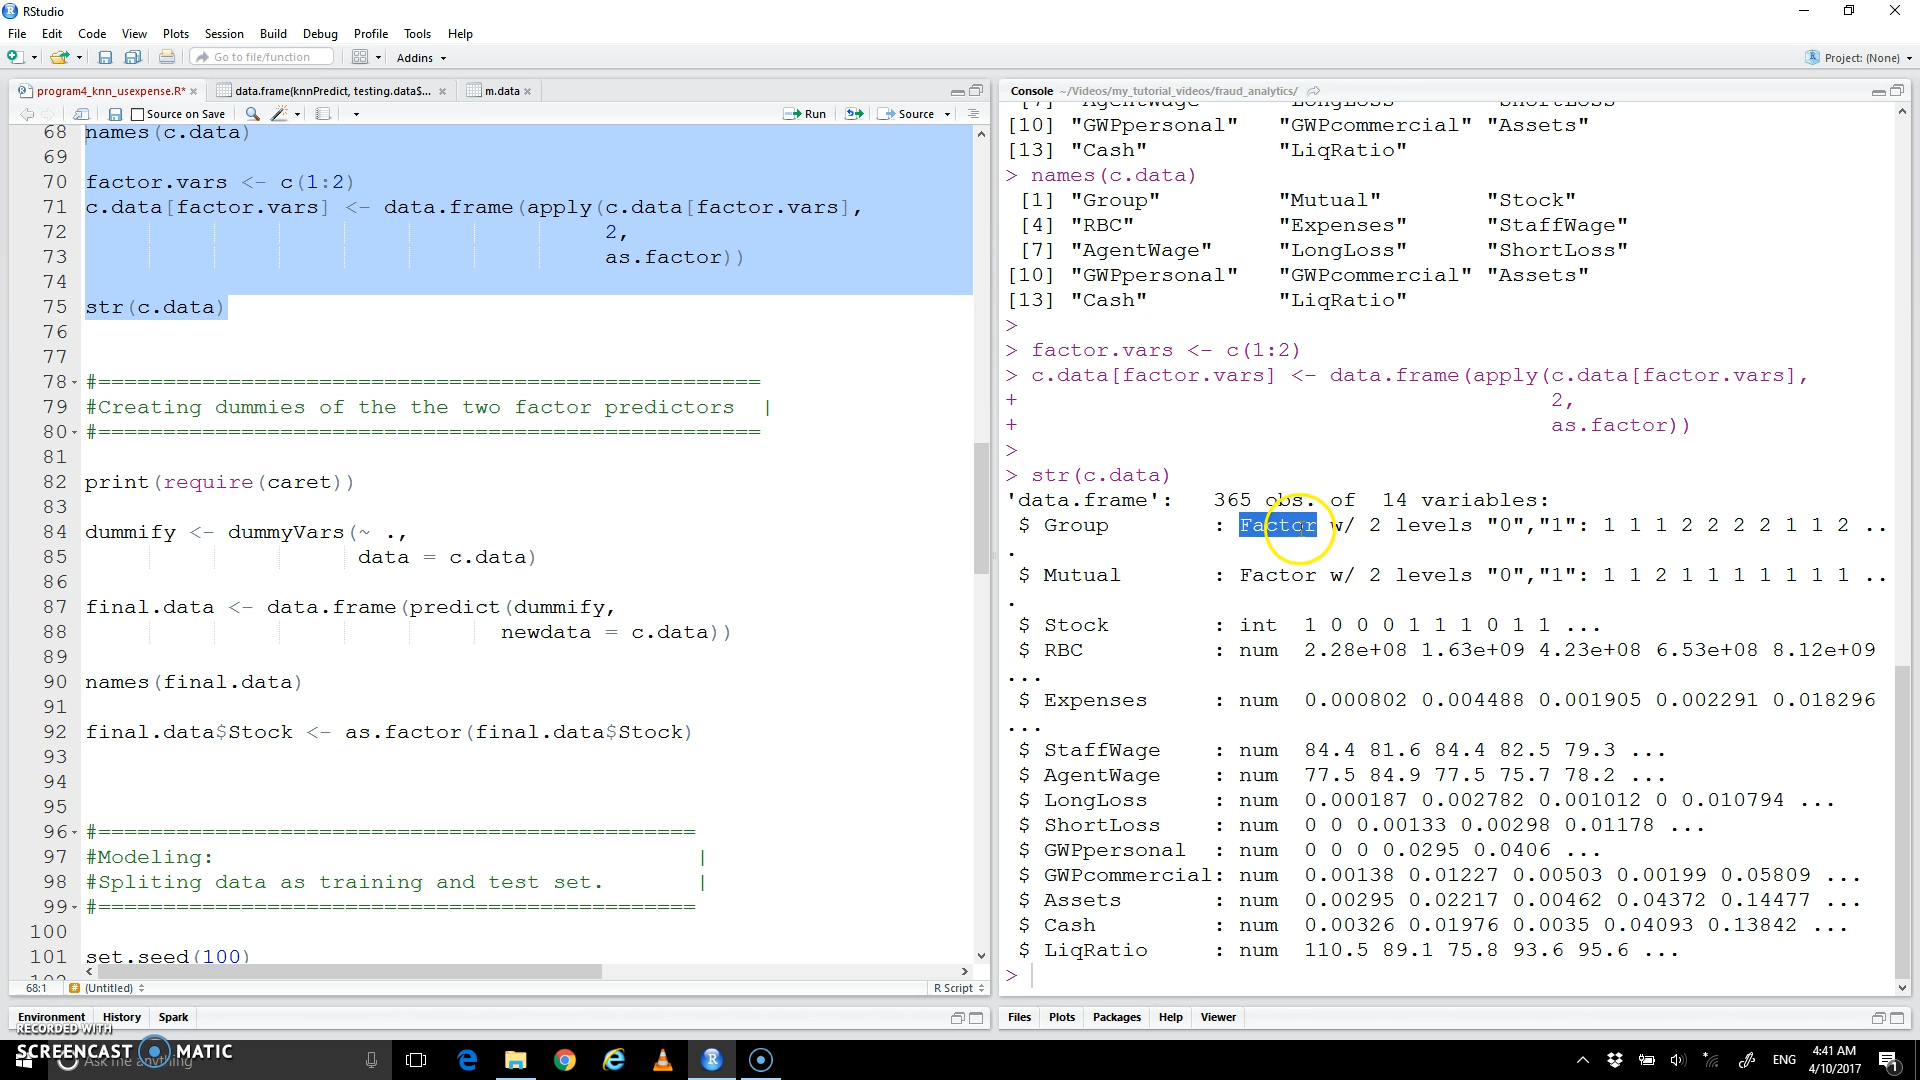 RStudio
File Edit Code View Plots Session Build Debug Profile Tools Help
Go to file/function Addins Project: (None)
program4_knn_usexpense.R* data.frame(knnPredict, testing.data$... m.data
Source on Save Run Source
68 names(c.data)
69
70 factor.vars <- c(1:2)
71 c.data[factor.vars] <- data.frame(apply(c.data[factor.vars],
72 2,
73 as.factor))
74
75 str(c.data)
76
77
78 #===================================================
79 #Creating dummies of the the two factor predictors |
80 #===================================================
81
82 print(require(caret))
83
84 dummify <- dummyVars(~ .,
85 data = c.data)
86
87 final.data <- data.frame(predict(dummify,
88 newdata = c.data))
89
90 names(final.data)
91
92 final.data$Stock <- as.factor(final.data$Stock)
93
94
95
96 #==============================================
97 #Modeling: |
98 #Spliting data as training and test set. |
99 #==============================================
100
101 set.seed(100)
68:1 (Untitled) R Script
Environment History Spark
Console ~/Videos/my_tutorial_videos/fraud_analytics/
[7] "AgentWage" "LongLoss" "ShortLoss"
[10] "GWPpersonal" "GWPcommercial" "Assets"
[13] "Cash" "LiqRatio"
> names(c.data)
[1] "Group" "Mutual" "Stock"
[4] "RBC" "Expenses" "StaffWage"
[7] "AgentWage" "LongLoss" "ShortLoss"
[10] "GWPpersonal" "GWPcommercial" "Assets"
[13] "Cash" "LiqRatio"
>
> factor.vars <- c(1:2)
> c.data[factor.vars] <- data.frame(apply(c.data[factor.vars],
+ 2,
+ as.factor))
>
> str(c.data)
'data.frame': 365 obs. of 14 variables:
$ Group : Factor w/ 2 levels "0","1": 1 1 1 2 2 2 2 1 1 2 ..
.
$ Mutual : Factor w/ 2 levels "0","1": 1 1 2 1 1 1 1 1 1 1 ..
.
$ Stock : int 1 0 0 0 1 1 1 0 1 1 ...
$ RBC : num 2.28e+08 1.63e+09 4.23e+08 6.53e+08 8.12e+09
...
$ Expenses : num 0.000802 0.004488 0.001905 0.002291 0.018296
...
$ StaffWage : num 84.4 81.6 84.4 82.5 79.3 ...
$ AgentWage : num 77.5 84.9 77.5 75.7 78.2 ...
$ LongLoss : num 0.000187 0.002782 0.001012 0 0.010794 ...
$ ShortLoss : num 0 0 0.00133 0.00298 0.01178 ...
$ GWPpersonal : num 0 0 0 0.0295 0.0406 ...
$ GWPcommercial: num 0.00138 0.01227 0.00503 0.00199 0.05809 ...
$ Assets : num 0.00295 0.02217 0.00462 0.04372 0.14477 ...
$ Cash : num 0.00326 0.01976 0.0035 0.04093 0.13842 ...
$ LiqRatio : num 110.5 89.1 75.8 93.6 95.6 ...
>
Files Plots Packages Help Viewer
RECORDED WITH
SCREENCAST MATIC
Ask me anything
ENG 4:41 AM
4/10/2017
1